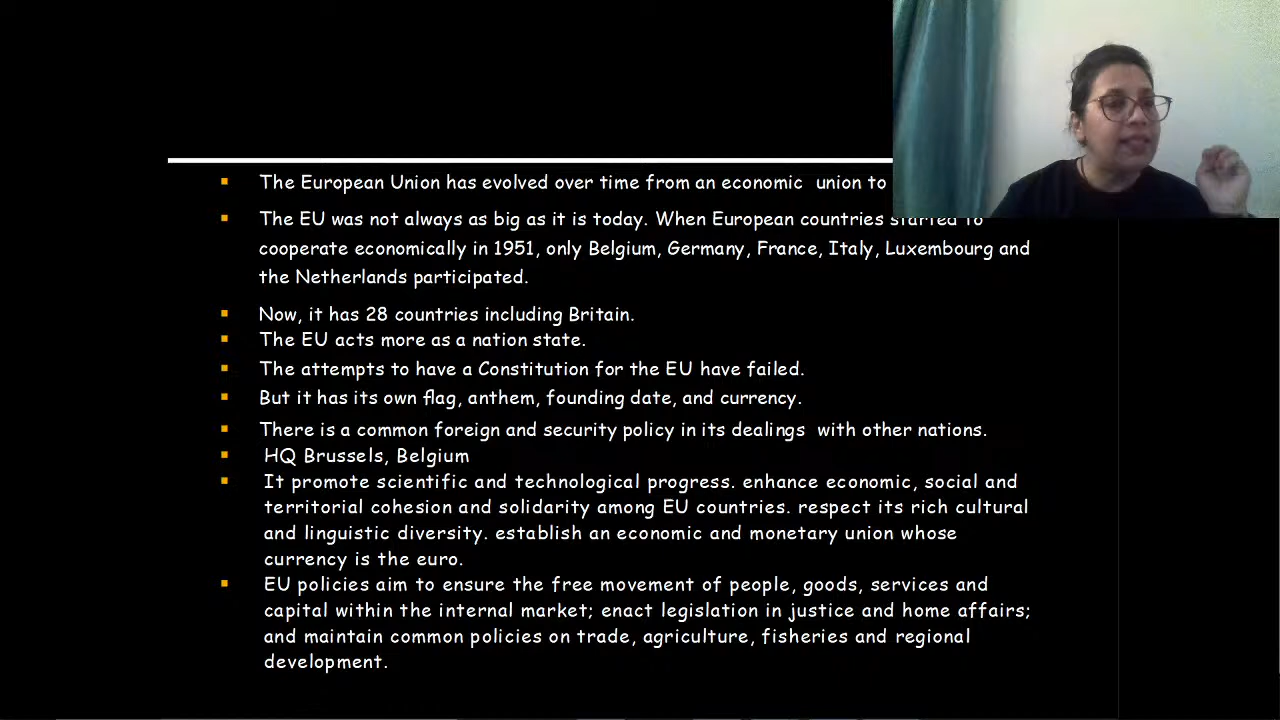 The European Union has evolved over time from an economic union to
The EU was not always as big as it is today. When European countries started to
cooperate economically in 1951, only Belgium, Germany, France, Italy, Luxembourg and
the Netherlands participated.
Now, it has 28 countries including Britain.
The EU acts more as a nation state.
The attempts to have a Constitution for the EU have failed.
But it has its own flag, anthem, founding date, and currency.
There is a common foreign and security policy in its dealings with other nations.
HQ Brussels, Belgium
It promote scientific and technological progress. enhance economic, social and
territorial cohesion and solidarity among EU countries. respect its rich cultural
and linguistic diversity. establish an economic and monetary union whose
currency is the euro.
EU policies aim to ensure the free movement of people, goods, services and
capital within the internal market; enact legislation in justice and home affairs;
and maintain common policies on trade, agriculture, fisheries and regional
development.